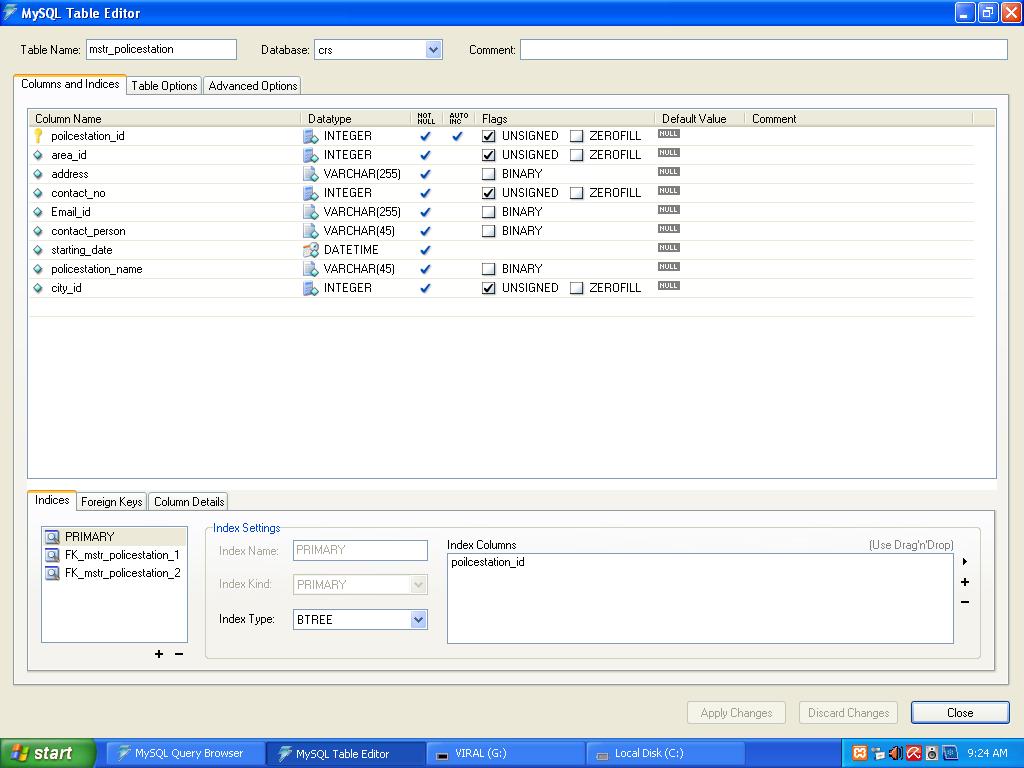 MySQL Table Editor
Table Name: mstr_policestation Database: crs Comment:
Columns and Indices Table Options Advanced Options
Column Name Datatype NOT NULL AUTO INC Flags Default Value Comment
poilcestation_id INTEGER UNSIGNED ZEROFILL NULL
area_id INTEGER UNSIGNED ZEROFILL NULL
address VARCHAR(255) BINARY NULL
contact_no INTEGER UNSIGNED ZEROFILL NULL
Email_id VARCHAR(255) BINARY NULL
contact_person VARCHAR(45) BINARY NULL
starting_date DATETIME NULL
policestation_name VARCHAR(45) BINARY NULL
city_id INTEGER UNSIGNED ZEROFILL NULL
Indices Foreign Keys Column Details
PRIMARY
FK_mstr_policestation_1
FK_mstr_policestation_2
Index Settings
Index Name: PRIMARY
Index Kind: PRIMARY
Index Type: BTREE
Index Columns (Use Drag'n'Drop)
poilcestation_id
Apply Changes Discard Changes Close
start MySQL Query Browser MySQL Table Editor VIRAL (G:) Local Disk (C:) 9:24 AM